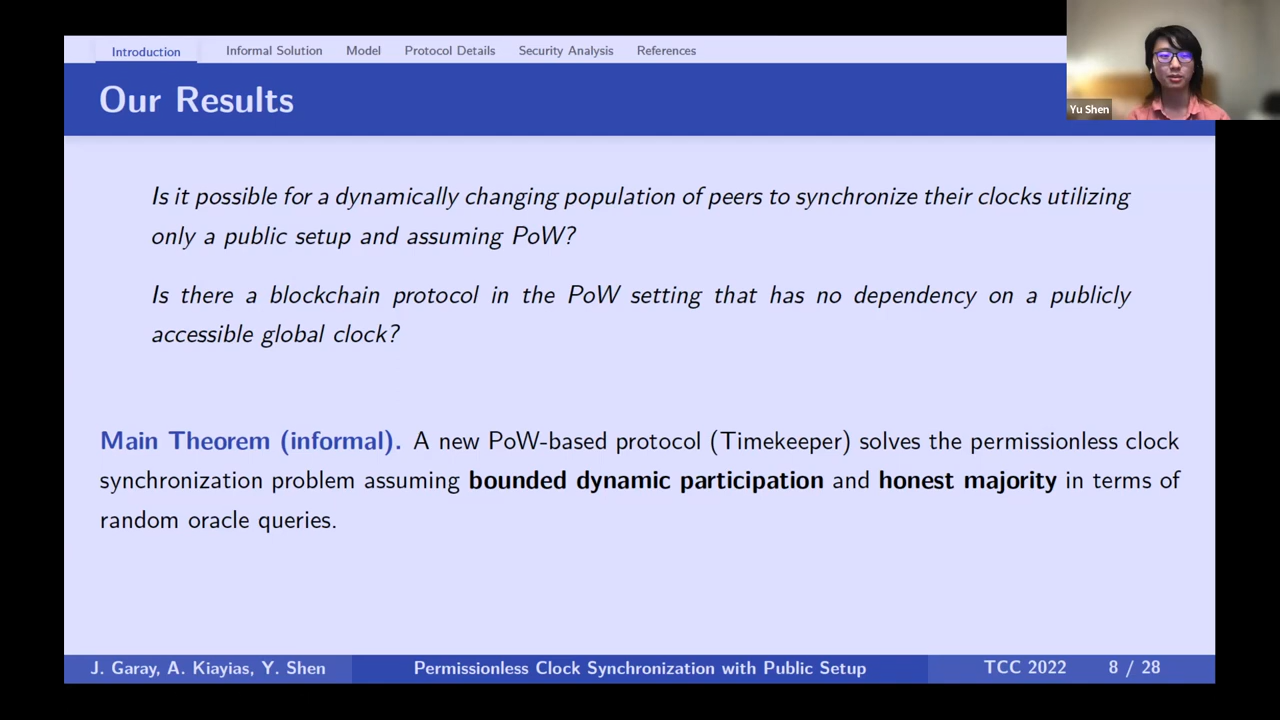 Introduction Informal Solution Model Protocol Details Security Analysis References
Our Results
Yu Shen
Is it possible for a dynamically changing population of peers to synchronize their clocks utilizing
only a public setup and assuming PoW?
Is there a blockchain protocol in the PoW setting that has no dependency on a publicly
accessible global clock?
Main Theorem (informal). A new PoW-based protocol (Timekeeper) solves the permissionless clock
synchronization problem assuming bounded dynamic participation and honest majority in terms of
random oracle queries.
J. Garay, A. Kiayias, Y. Shen Permissionless Clock Synchronization with Public Setup TCC 2022 8 / 28